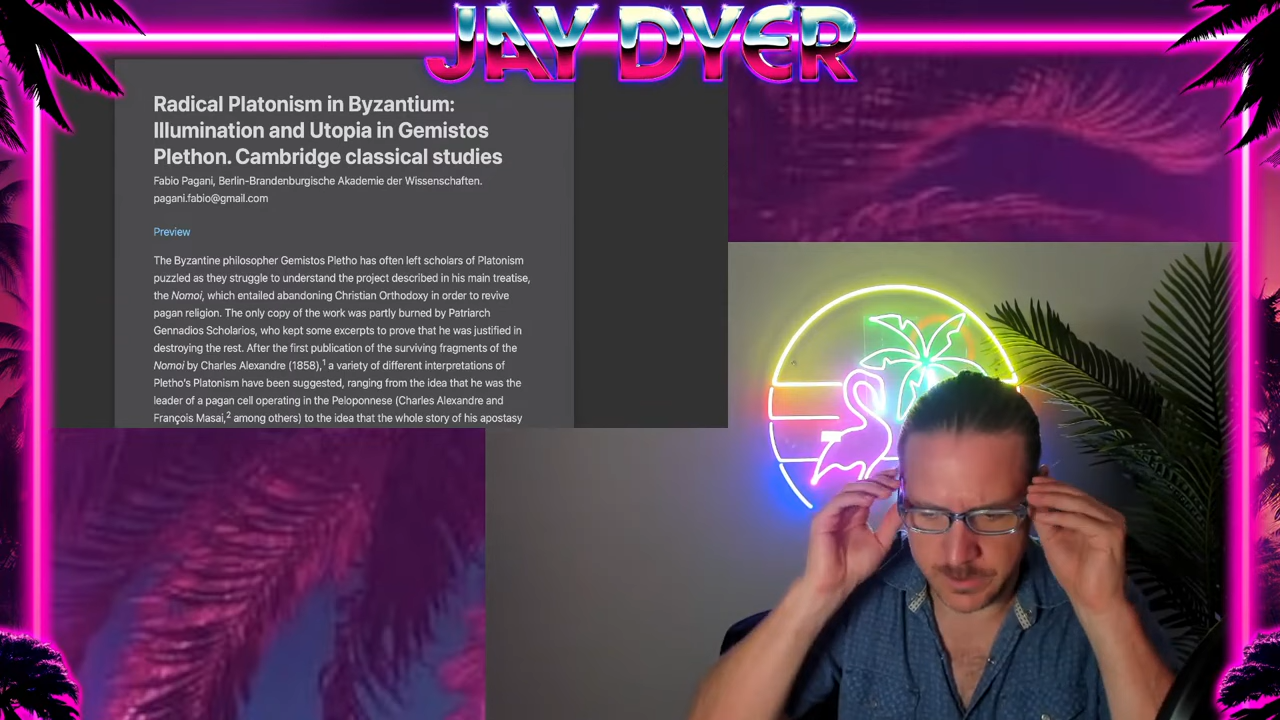 JAY DYER
Radical Platonism in Byzantium:
Illumination and Utopia in Gemistos
Plethon. Cambridge classical studies
Fabio Pagani, Berlin-Brandenburgische Akademie der Wissenschaften.
pagani.fabio@gmail.com
Preview
The Byzantine philosopher Gemistos Pletho has often left scholars of Platonism
puzzled as they struggle to understand the project described in his main treatise,
the Nomoi, which entailed abandoning Christian Orthodoxy in order to revive
pagan religion. The only copy of the work was partly burned by Patriarch
Gennadios Scholarios, who kept some excerpts to prove that he was justified in
destroying the rest. After the first publication of the surviving fragments of the
Nomoi by Charles Alexandre (1858),1 a variety of different interpretations of
Pletho's Platonism have been suggested, ranging from the idea that he was the
leader of a pagan cell operating in the Peloponnese (Charles Alexandre and
François Masai,2 among others) to the idea that the whole story of his apostasy